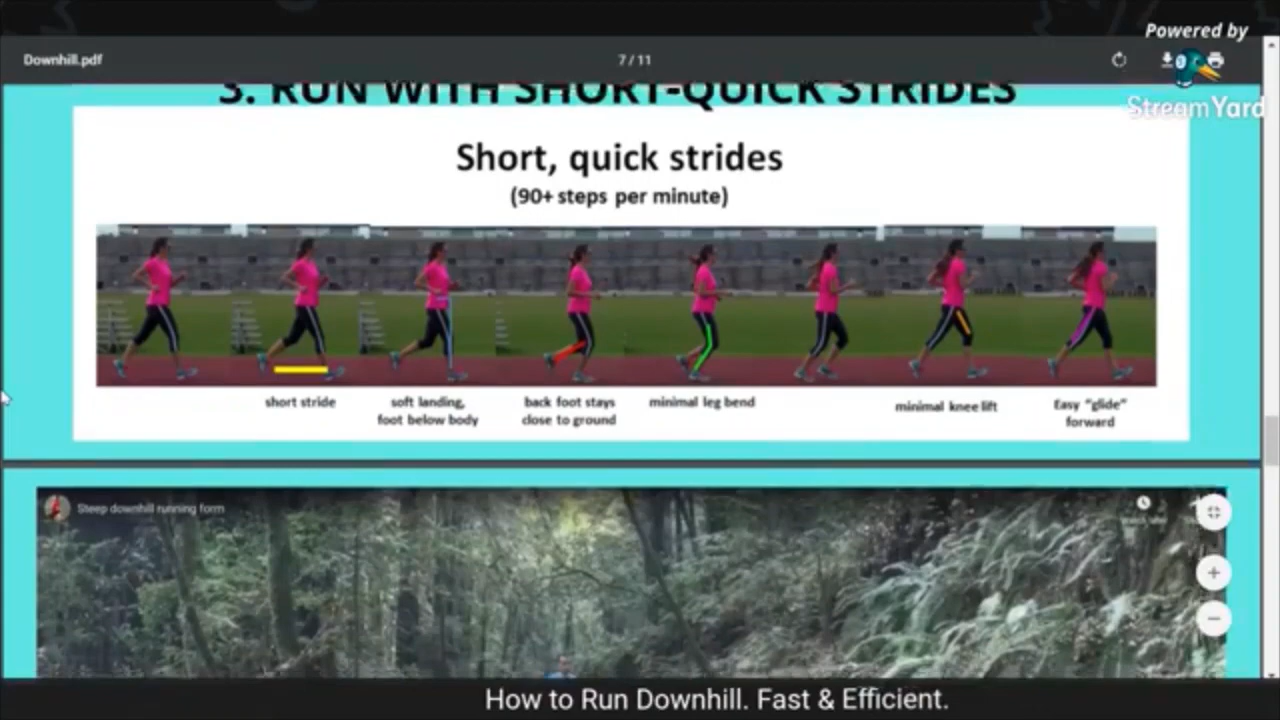 Powered by
Downhill.pdf
7 / 11
StreamYard
3. RUN WITH SHORT-QUICK STRIDES
Short, quick strides
(90+ steps per minute)
short stride
soft landing,
foot below body
back foot stays
close to ground
minimal leg bend
minimal knee lift
Easy "glide"
forward
Steep downhill running form
How to Run Downhill. Fast & Efficient.